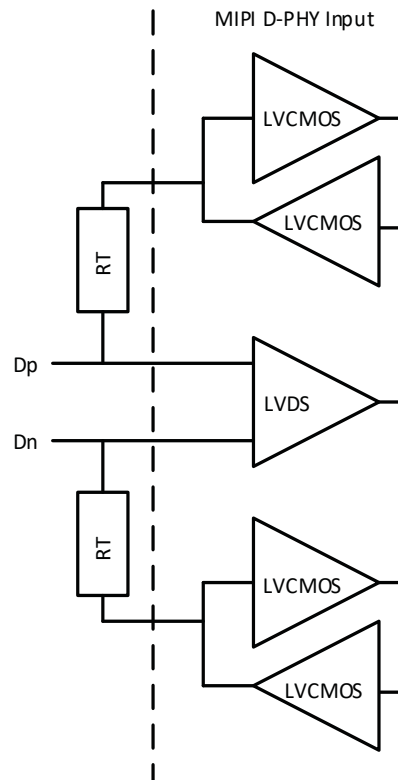 MIPI D-PHY Input
LVCMOS
LVCMOS
RT
Dp
LVDS
Dn
RT
LVCMOS
LVCMOS